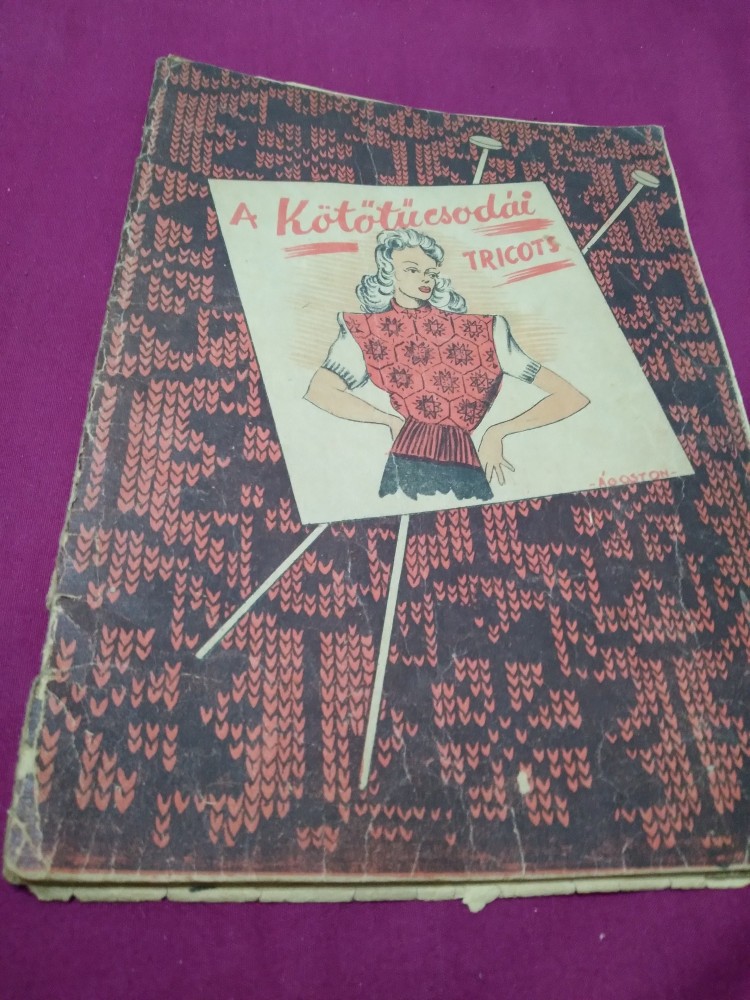 A Kötőtűcsodái
TRICOTS
-ÁGOSTON-